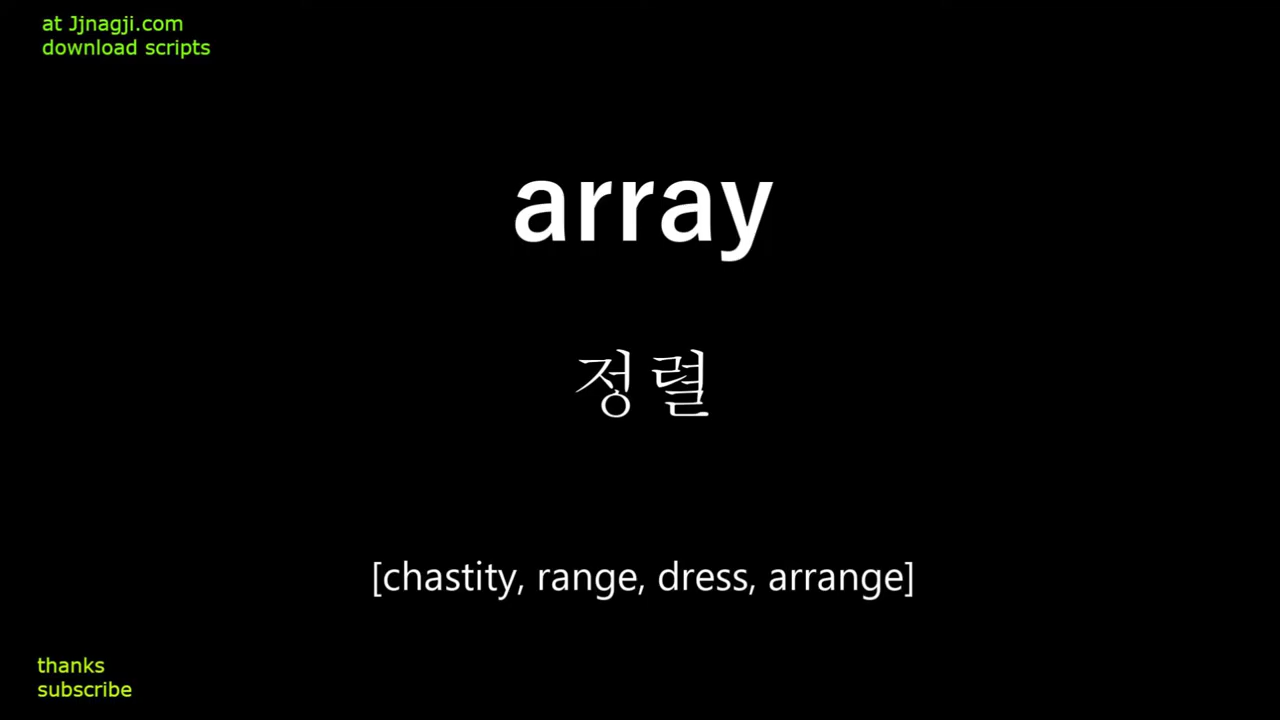 at Jjnagji.com
download scripts
array
정렬
[chastity, range, dress, arrange]
thanks
subscribe